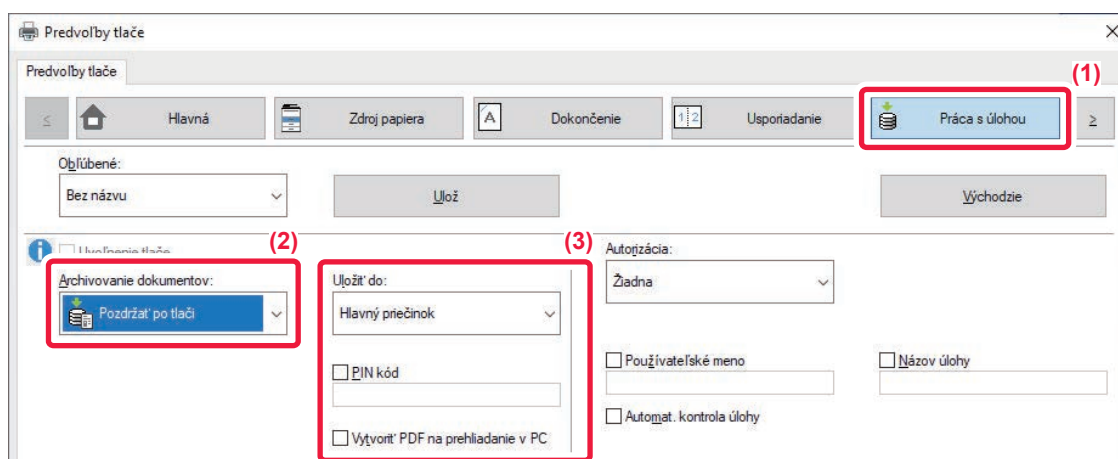 Predvoľby tlače
Predvoľby tlače
(1)
Hlavná
Zdroj papiera
Dokončenie
Usporiadanie
Práca s úlohou
Obľúbené:
Bez názvu
Ulož
Východzie
(2)
(3)
Uvoľnenie tlače
Archivovanie dokumentov:
Pozdržať po tlači
Uložiť do:
Hlavný priečinok
PIN kód
Vytvoriť PDF na prehliadanie v PC
Autorizácia:
Žiadna
Používateľské meno
Názov úlohy
Automat. kontrola úlohy